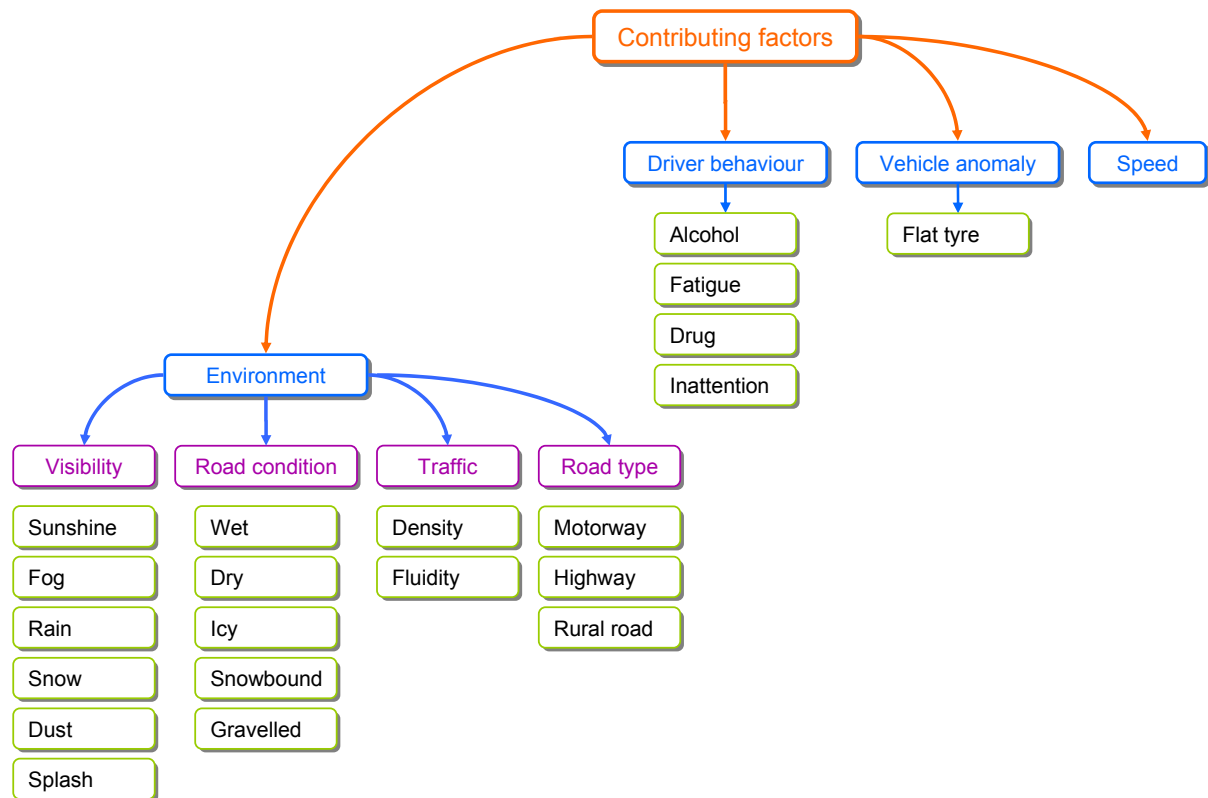 Contributing factors
Driver behaviour
Vehicle anomaly
Speed
Alcohol
Fatigue
Drug
Inattention
Flat tyre
Environment
Visibility
Road condition
Traffic
Road type
Sunshine
Fog
Rain
Snow
Dust
Splash
Wet
Dry
Icy
Snowbound
Gravelled
Density
Fluidity
Motorway
Highway
Rural road